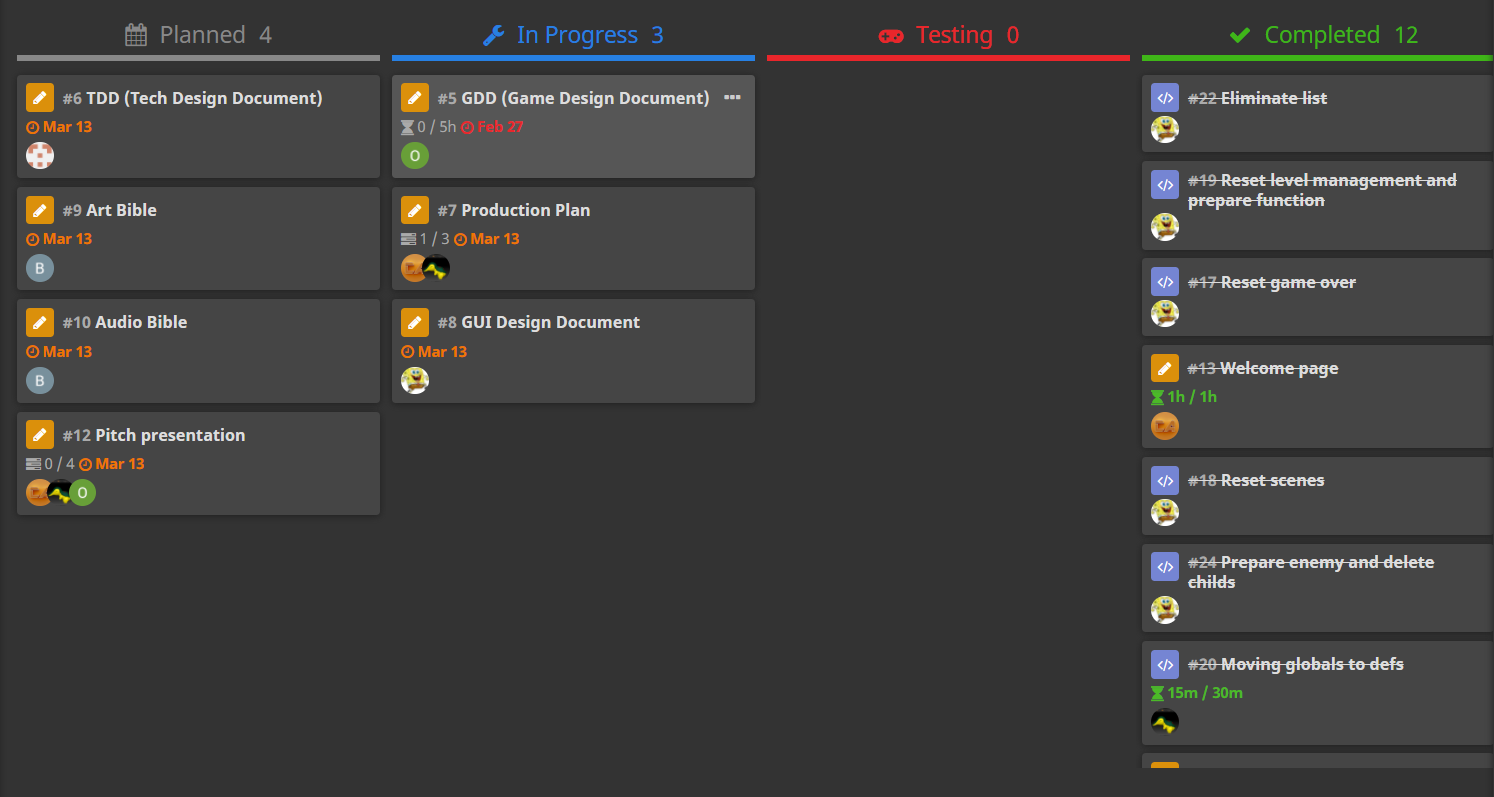 Planned 4
#6 TDD (Tech Design Document)
Mar 13
#9 Art Bible
Mar 13
B
#10 Audio Bible
Mar 13
B
#12 Pitch presentation
0 / 4 Mar 13
O
In Progress 3
#5 GDD (Game Design Document)
0 / 5h Feb 27
O
#7 Production Plan
1 / 3 Mar 13
#8 GUI Design Document
Mar 13
Testing 0
Completed 12
#22 Eliminate list
#19 Reset level management and
prepare function
#17 Reset game over
#13 Welcome page
1h / 1h
#18 Reset scenes
#24 Prepare enemy and delete
childs
#20 Moving globals to defs
15m / 30m